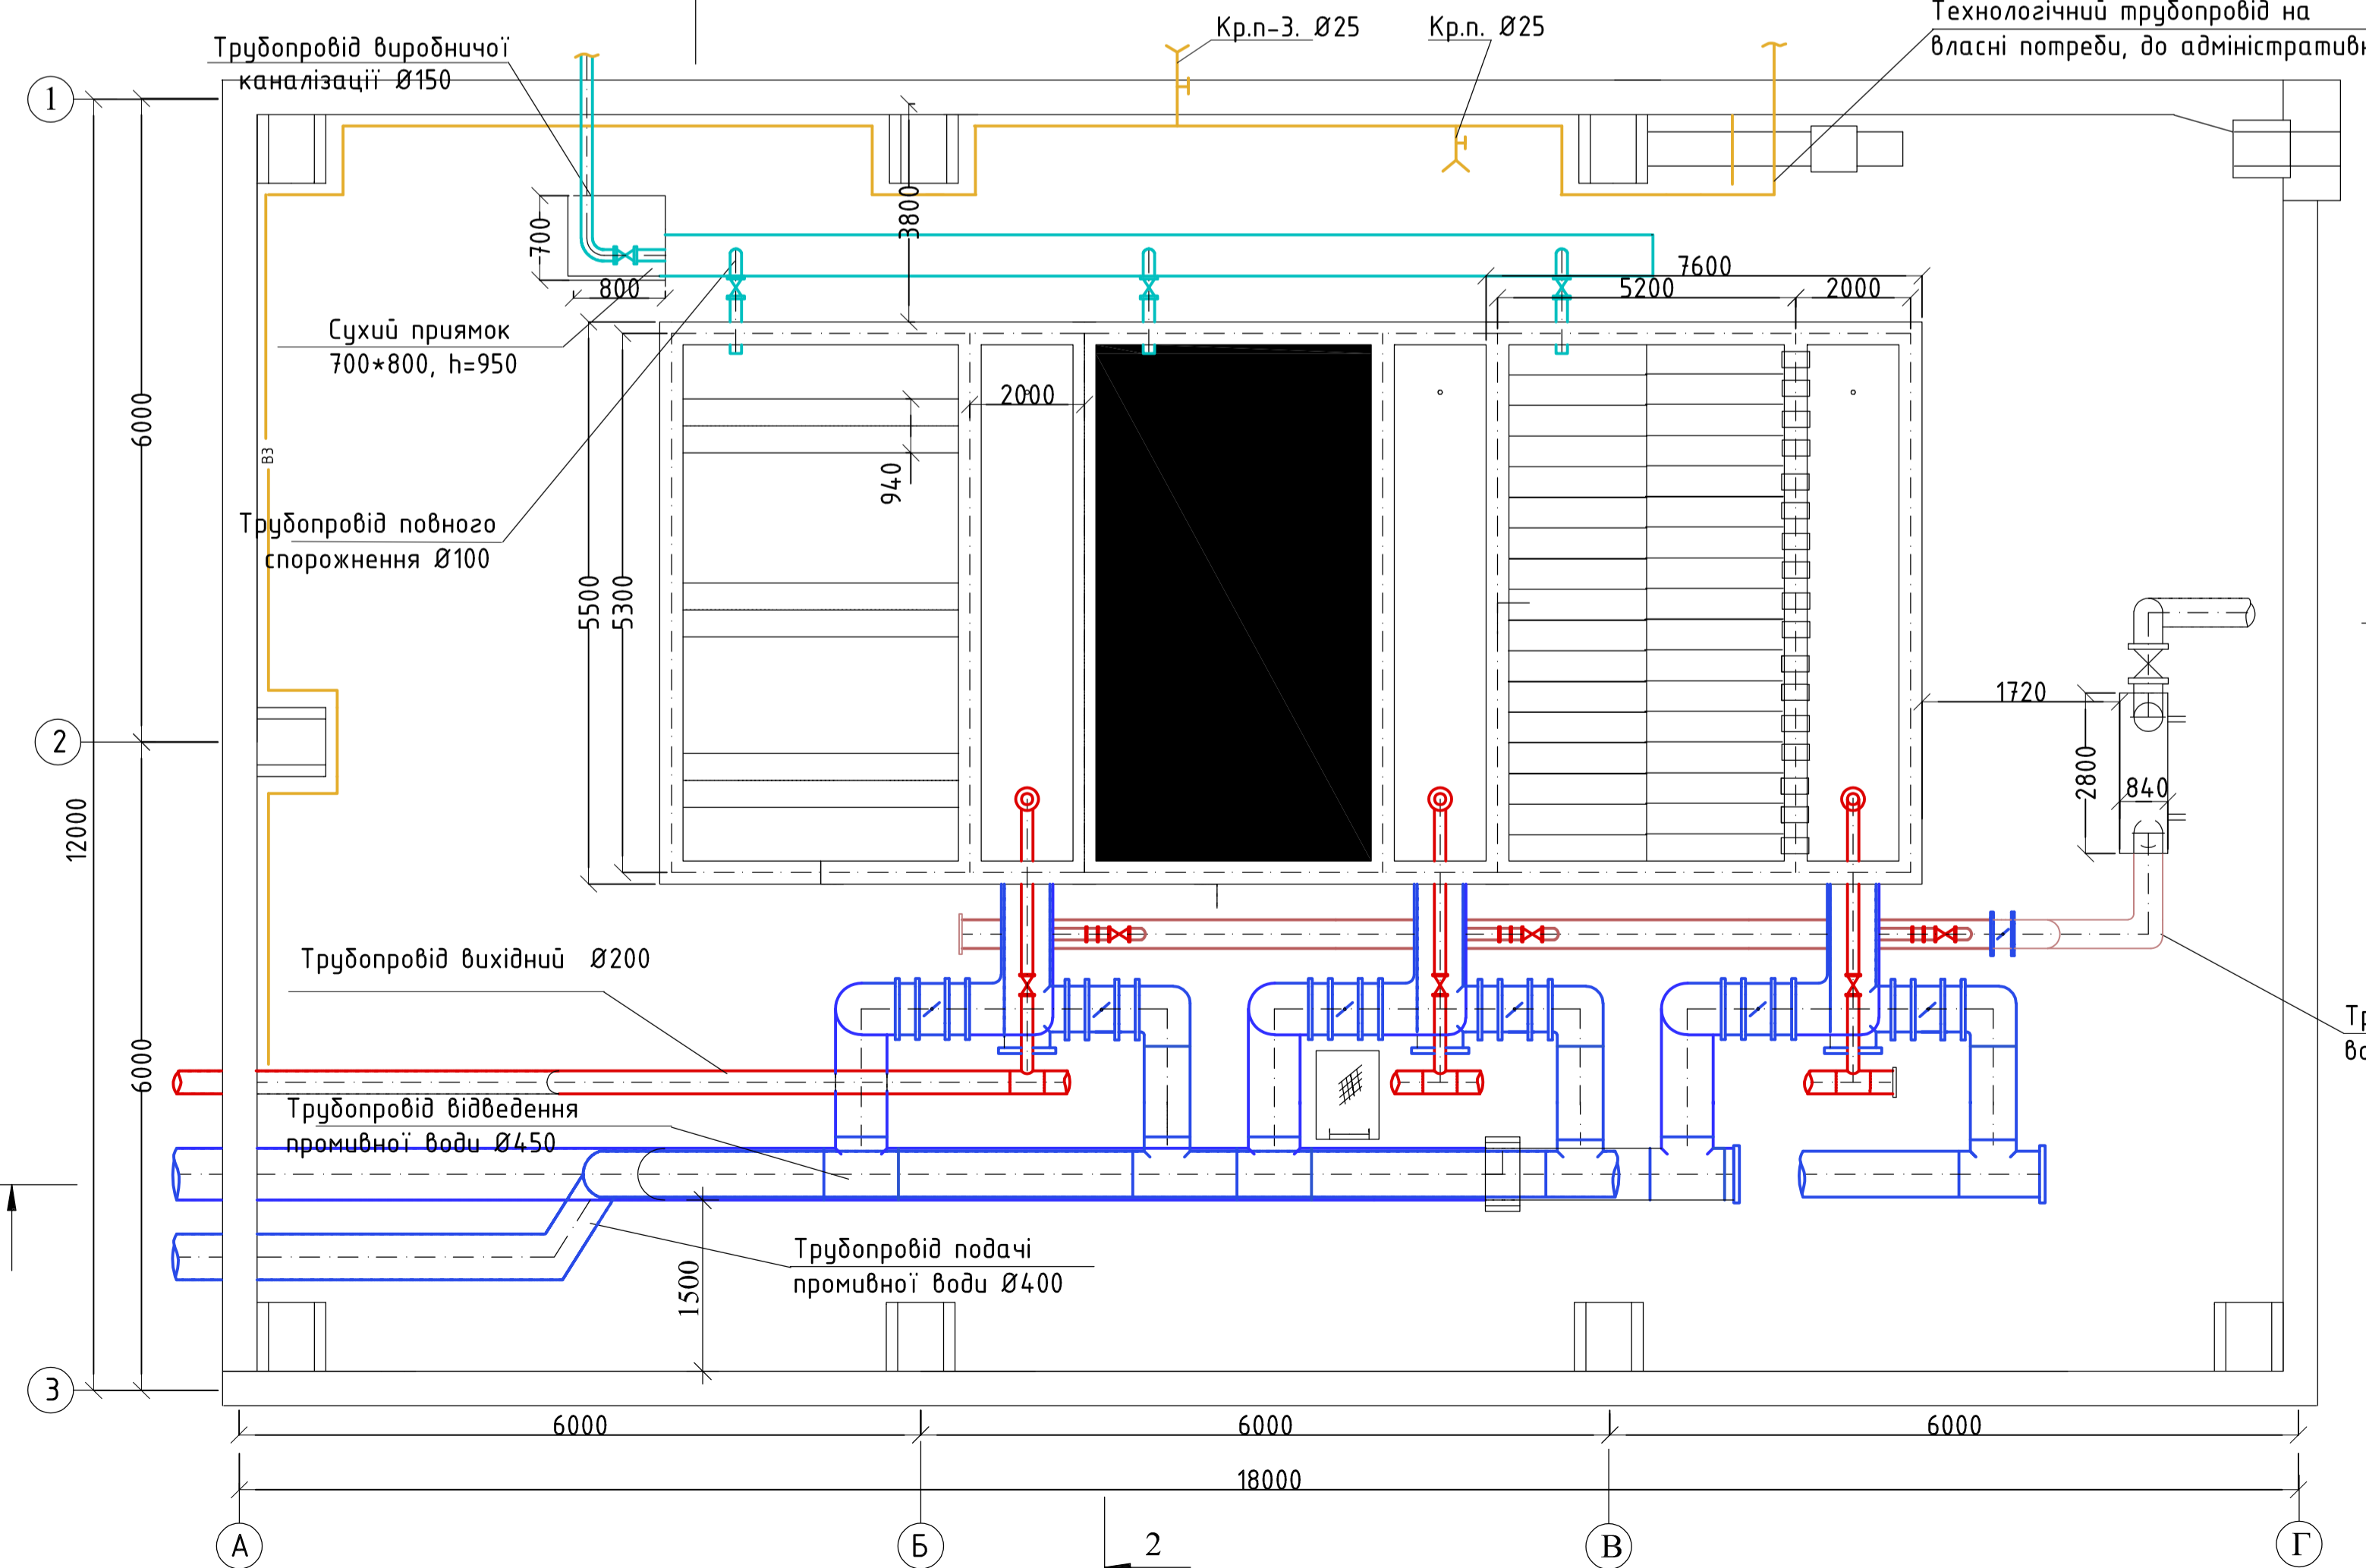 Технологічний трубопровід на
власні потреби, до адміністративн
Кр.п-3. Ø25
Кр.п. Ø25
Трубопровід виробничої
каналізації Ø150
1
3800
700
800
7600
5200
2000
Сухий приямок
700*800, h=950
2000
6000
940
В3
Трубопровід повного
спорожнення Ø100
5500
5300
1720
2
2800
840
12000
Трубопровід вихідний Ø200
Тр
во
6000
Трубопровід відведення
промивної води Ø450
Трубопровід подачі
промивної води Ø400
1500
3
6000
6000
6000
18000
А
Б
2
В
Г